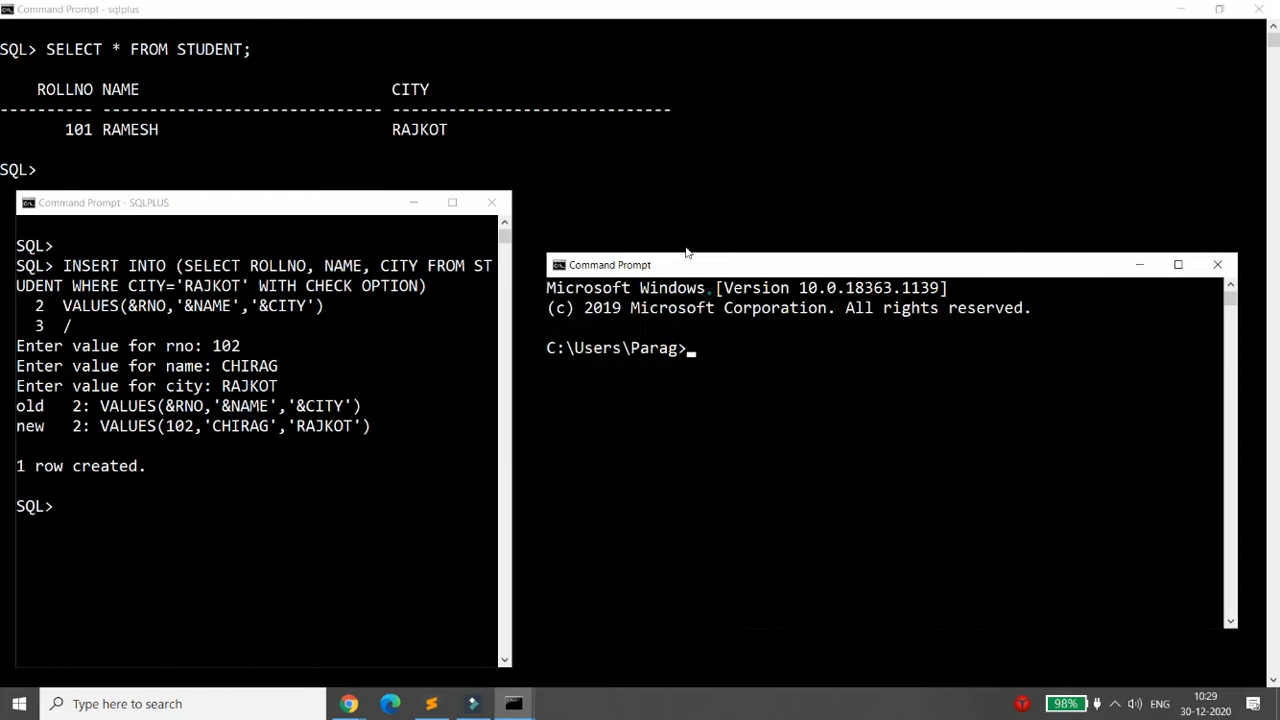 Command Prompt - sqlplus
SQL> SELECT * FROM STUDENT;
ROLLNO NAME CITY
---------- ------------------------------ ------------------------------
101 RAMESH RAJKOT
SQL>
Command Prompt - SQLPLUS
SQL>
SQL> INSERT INTO (SELECT ROLLNO, NAME, CITY FROM ST
UDENT WHERE CITY='RAJKOT' WITH CHECK OPTION)
2 VALUES(&RNO,'&NAME','&CITY')
3 /
Enter value for rno: 102
Enter value for name: CHIRAG
Enter value for city: RAJKOT
old 2: VALUES(&RNO,'&NAME','&CITY')
new 2: VALUES(102,'CHIRAG','RAJKOT')
1 row created.
SQL>
Command Prompt
Microsoft Windows [Version 10.0.18363.1139]
(c) 2019 Microsoft Corporation. All rights reserved.
C:\Users\Parag>
Type here to search
98%
ENG
10:29
30-12-2020